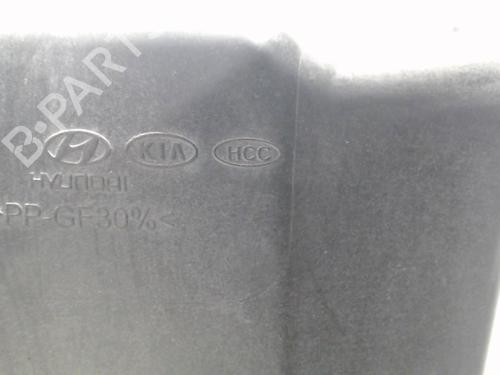 B-PARTS
KIA HCC
HYUNDAI
>PP-GF30%<